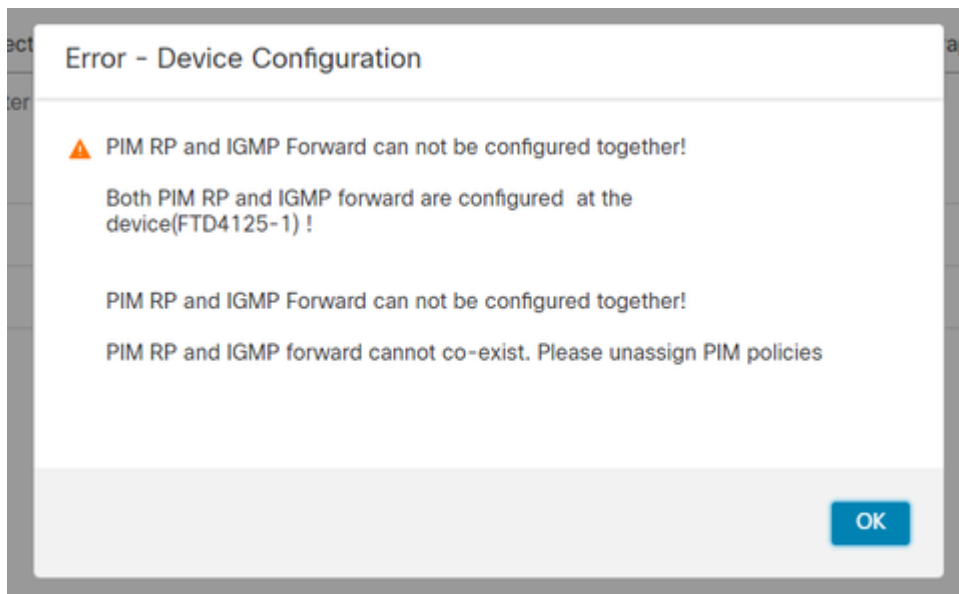 ect
Error - Device Configuration
a
ter
PIM RP and IGMP Forward can not be configured together!
Both PIM RP and IGMP forward are configured at the
device(FTD4125-1) !
PIM RP and IGMP Forward can not be configured together!
PIM RP and IGMP forward cannot co-exist. Please unassign PIM policies
OK